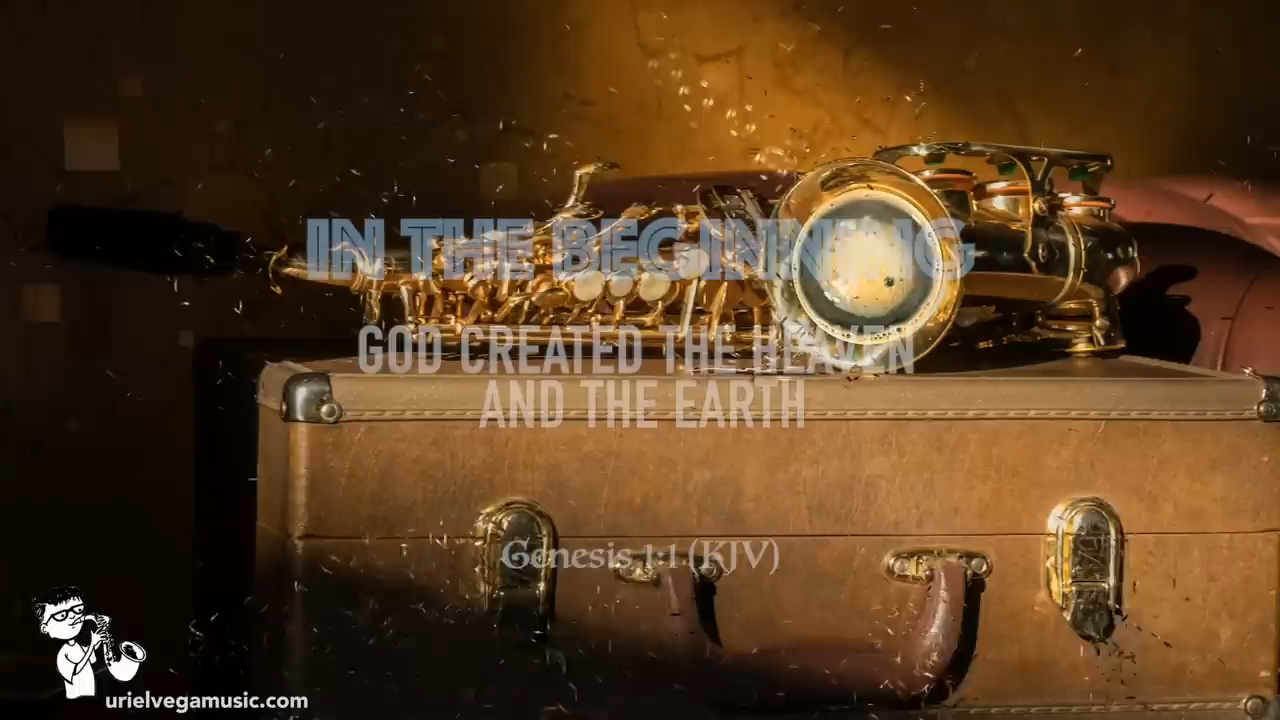 IN THE BEGINNING
GOD CREATED THE HEAVEN
AND THE EARTH
Genesis 1:1 (KJV)
urielvegamusic.com